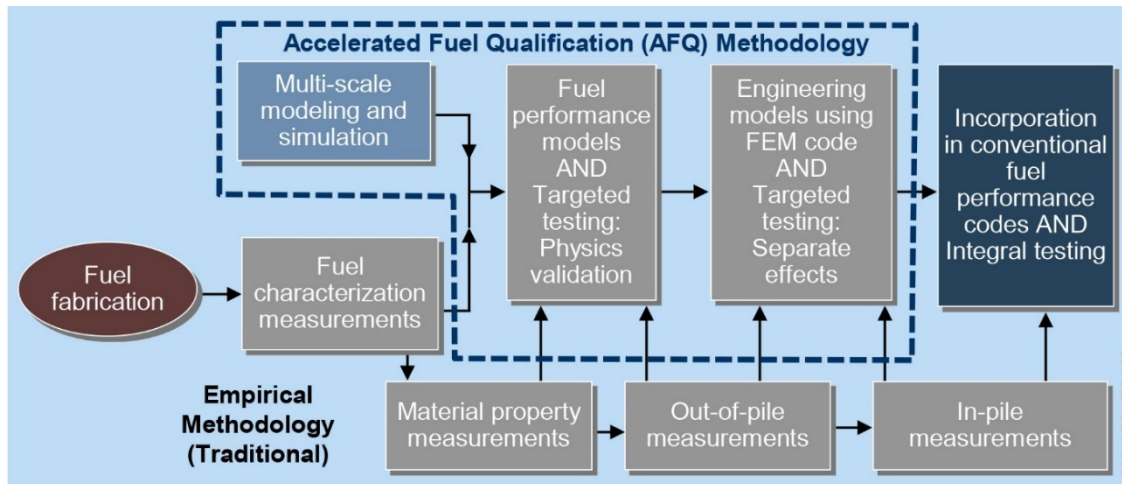 Accelerated Fuel Qualification (AFQ) Methodology
Multi-scale
modeling and
simulation
Fuel
performance
models
AND
Targeted
testing:
Physics
validation
Engineering
models using
FEM code
AND
Targeted
testing:
Separate
effects
Incorporation
in conventional
fuel
performance
codes AND
Integral testing
Fuel
fabrication
Fuel
characterization
measurements
Empirical
Methodology
(Traditional)
Material property
measurements
Out-of-pile
measurements
In-pile
measurements